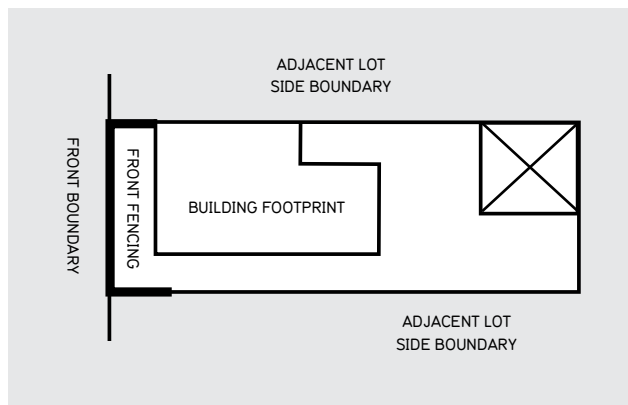 ADJACENT LOT
SIDE BOUNDARY
FRONT BOUNDARY
FRONT FENCING
BUILDING FOOTPRINT
ADJACENT LOT
SIDE BOUNDARY